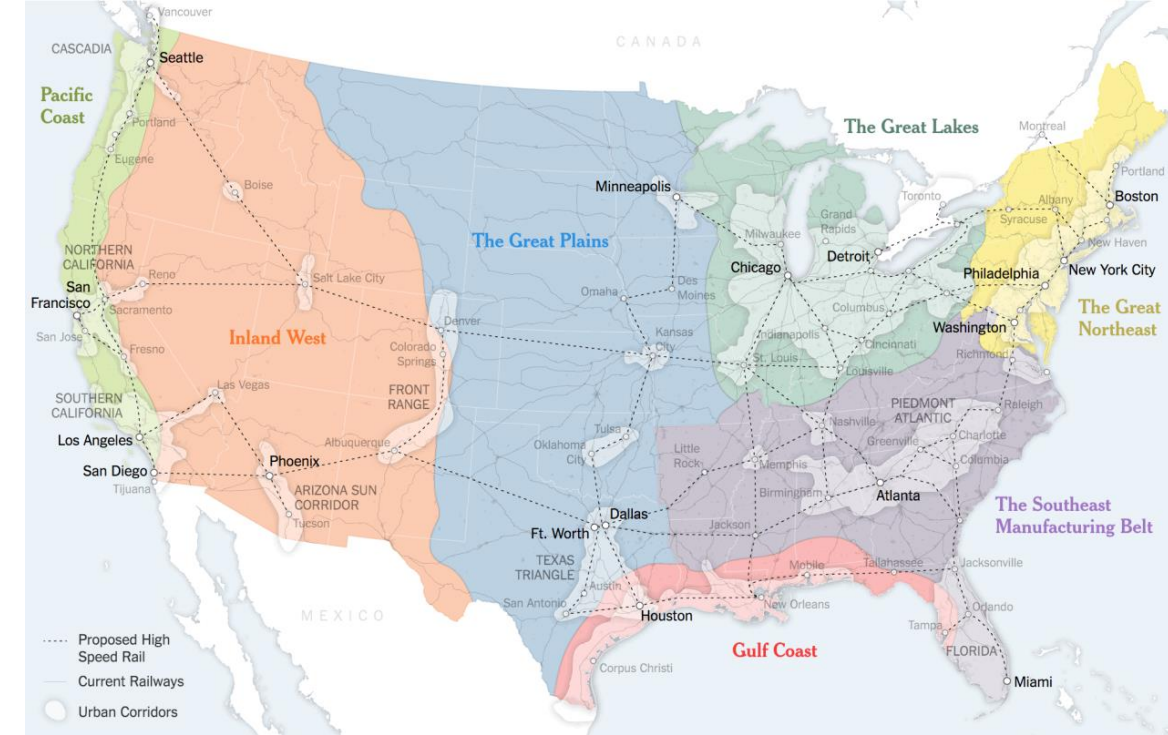 Vancouver
CANADA
CASCADIA
Seattle
Pacific
Coast
Portland
Eugene
Boise
The Great Lakes
Montreal
Minneapolis
Portland
Toronto
Albany
Boston
Grand
Rapids
Syracuse
Milwaukee
The Great Plains
New Haven
NORTHERN
CALIFORNIA
Detroit
Chicago
New York City
Philadelphia
Reno
Salt Lake City
Des
Moines
Omaha
San
Francisco
Sacramento
Columbus
The Great
Northeast
Denver
Washington
San Jose
Inland West
Kansas
City
Indianapolis
Cincinnati
Colorado
Springs
Fresno
St. Louis
Richmond
Louisville
Las Vegas
FRONT
RANGE
SOUTHERN
CALIFORNIA
PIEDMONT
ATLANTIC
Raleigh
Nashville
Los Angeles
Albuquerque
Tulsa
Oklahoma
City
Little
Rock
Greenville
Charlotte
Phoenix
San Diego
Memphis
Columbia
Tijuana
ARIZONA SUN
CORRIDOR
Birmingham
Atlanta
Tucson
Dallas
Ft. Worth
Jackson
The Southeast
Manufacturing Belt
TEXAS
TRIANGLE
Mobile
Tallahassee
Jacksonville
Austin
San Antonio
New Orleans
Orlando
MEXICO
Houston
Tampa
Gulf Coast
FLORIDA
Corpus Christi
Miami
Proposed High
Speed Rail
Current Railways
Urban Corridors